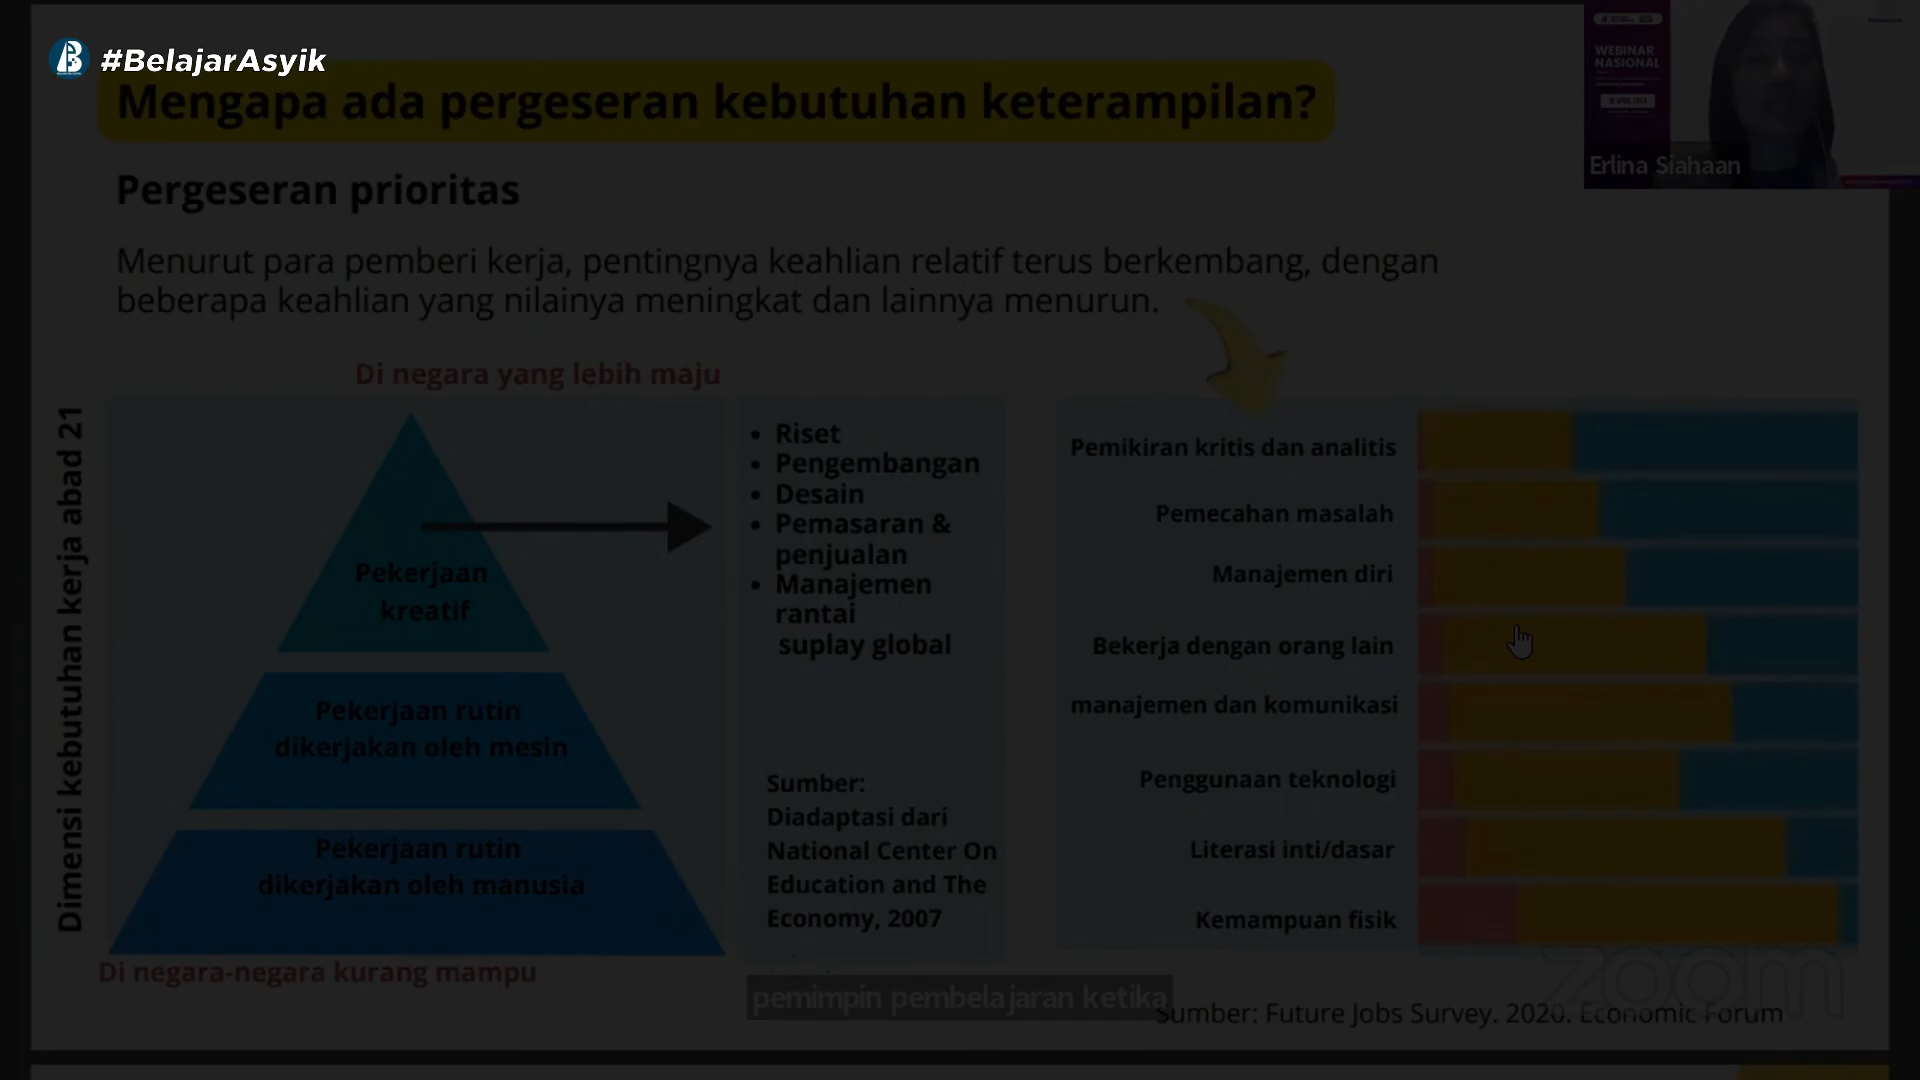 #BelajarAsyik
Mengapa ada pergeseran kebutuhan keterampilan?
WEBINAR
NASIONAL
Erlina Siahaan
Pergeseran prioritas
Menurut para pemberi kerja, pentingnya keahlian relatif terus berkembang, dengan
beberapa keahlian yang nilainya meningkat dan lainnya menurun.
Di negara yang lebih maju
Dimensi kebutuhan kerja abad 21
Pekerjaan
kreatif
Pekerjaan rutin
dikerjakan oleh mesin
Pekerjaan rutin
dikerjakan oleh manusia
Di negara-negara kurang mampu
• Riset
• Pengembangan
• Desain
• Pemasaran &
penjualan
• Manajemen
rantai
suplay global
Sumber:
Diadaptasi dari
National Center On
Education and The
Economy, 2007
Pemikiran kritis dan analitis
Pemecahan masalah
Manajemen diri
Bekerja dengan orang lain
manajemen dan komunikasi
Penggunaan teknologi
Literasi inti/dasar
Kemampuan fisik
zoom
Sumber: Future Jobs Survey. 2020. Economic Forum
pemimpin pembelajaran ketika